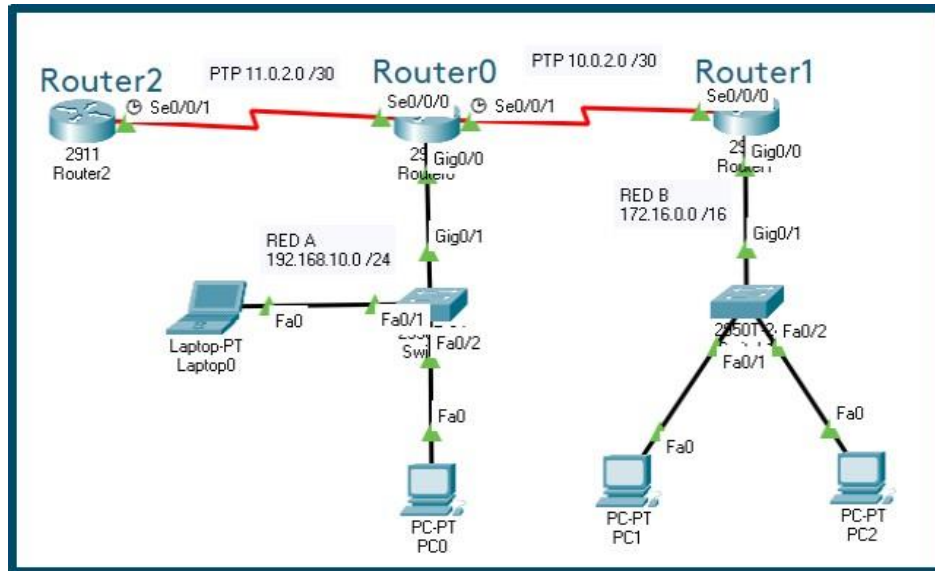 Router2
PTP 11.0.2.0 /30
Router0
PTP 10.0.2.0 /30
Router1
Se0/0/1
Se0/0/0
Se0/0/1
Se0/0/0
2911
Router2
Gig0/0
Gig0/0
RED B
172.16.0.0 /16
RED A
192.168.10.0 /24
Gig0/1
Gig0/1
Fa0
Fa0/1
Fa0/2
Laptop-PT
Laptop0
Fa0/2
Fa0/1
Fa0
Fa0
Fa0
PC-PT
PC0
PC-PT
PC1
PC-PT
PC2